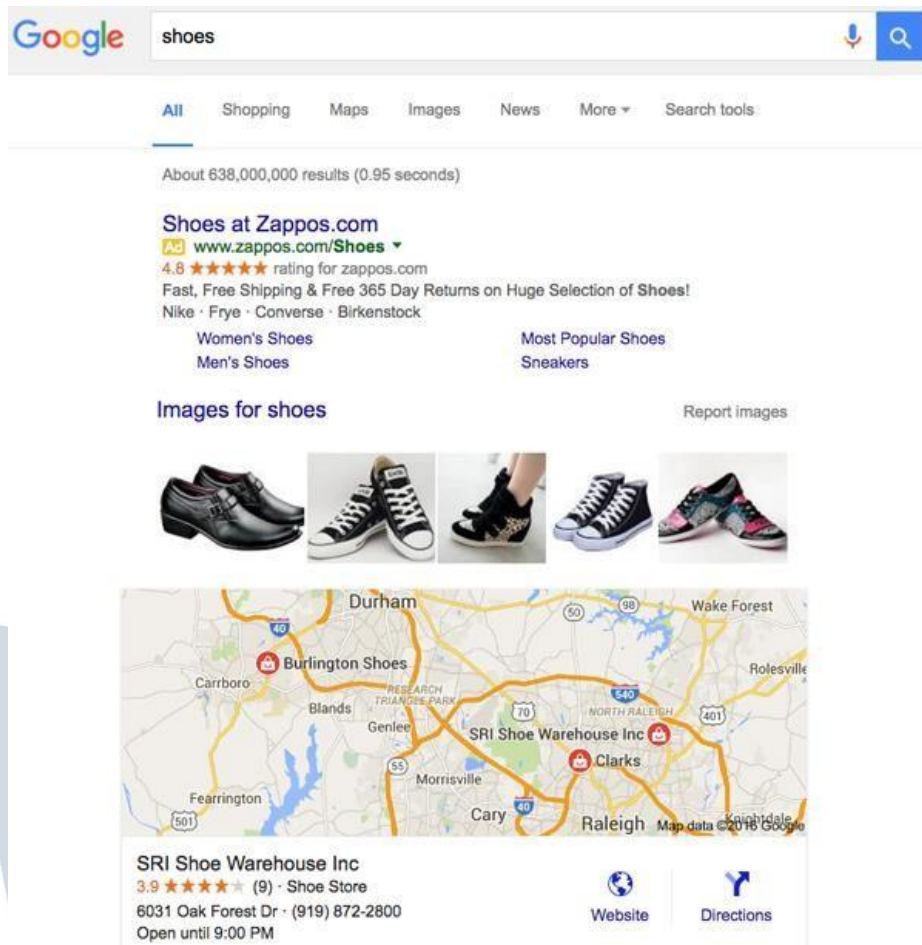 Google
shoes
All Shopping Maps Images News More Search tools
About 638,000,000 results (0.95 seconds)
Shoes at Zappos.com
Ad www.zappos.com/Shoes
4.8 ★★★★★ rating for zappos.com
Fast, Free Shipping & Free 365 Day Returns on Huge Selection of Shoes!
Nike · Frye · Converse · Birkenstock
Women's Shoes Most Popular Shoes
Men's Shoes Sneakers
Images for shoes Report images
Durham
50
98
Wake Forest
40
Burlington Shoes
Rolesville
Carrboro
RESEARCH
TRIANGLE PARK
540
Blands
70
NORTH RALEIGH
401
Genlee
SRI Shoe Warehouse Inc
55
Clarks
Morrisville
Fearrington
40
501
Cary
Raleigh
Knightdale
Map data ©2016 Google
SRI Shoe Warehouse Inc
3.9 ★★★★★ (9) · Shoe Store
6031 Oak Forest Dr · (919) 872-2800
Open until 9:00 PM
Website Directions